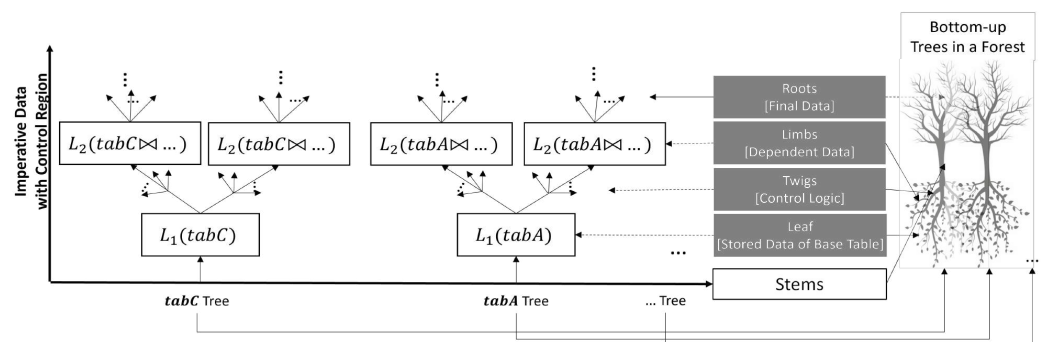 Bottom-up
Trees in a Forest
Imperative Data
with Control Region
...
...
...
...
...
...
...
...
L₂(tabC⋈ ...)
L₂(tabC⋈ ...)
L₂(tabA⋈ ...)
L₂(tabA⋈ ...)
...
...
...
...
L₁(tabC)
L₁(tabA)
...
Roots
[Final Data]
Limbs
[Dependent Data]
Twigs
[Control Logic]
Leaf
[Stored Data of Base Table]
Stems
...
tabC Tree
tabA Tree
... Tree